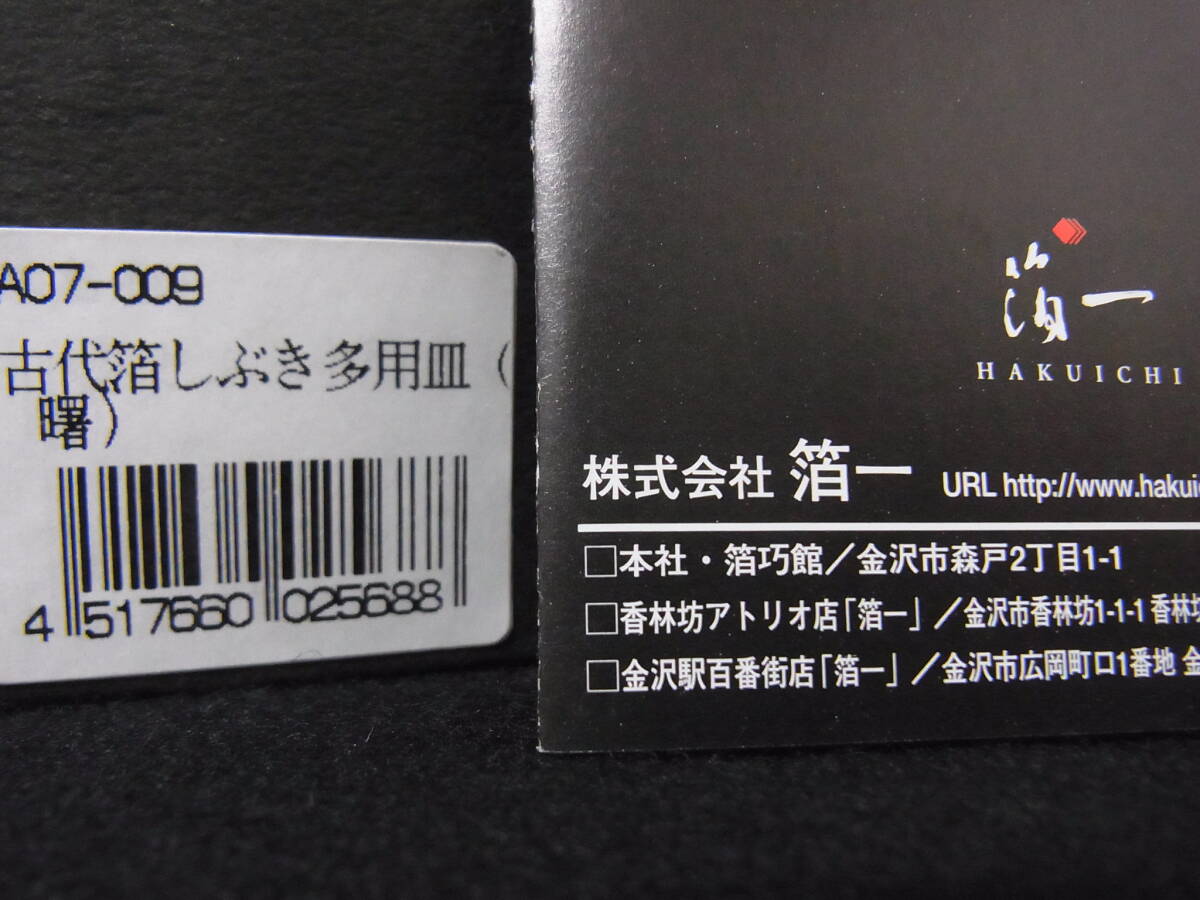 A07-009
古代箔しぶき多用皿（
曙）
4 517660 025688
箔一
HAKUICHI
株式会社 箔一 URL http://www.hakui
□本社・箔巧館／金沢市森戸2丁目1-1
□香林坊アトリオ店「箔一」／金沢市香林坊1-1-1 香林坊
□金沢駅百番街店「箔一」／金沢市広岡町ロ1番地 金